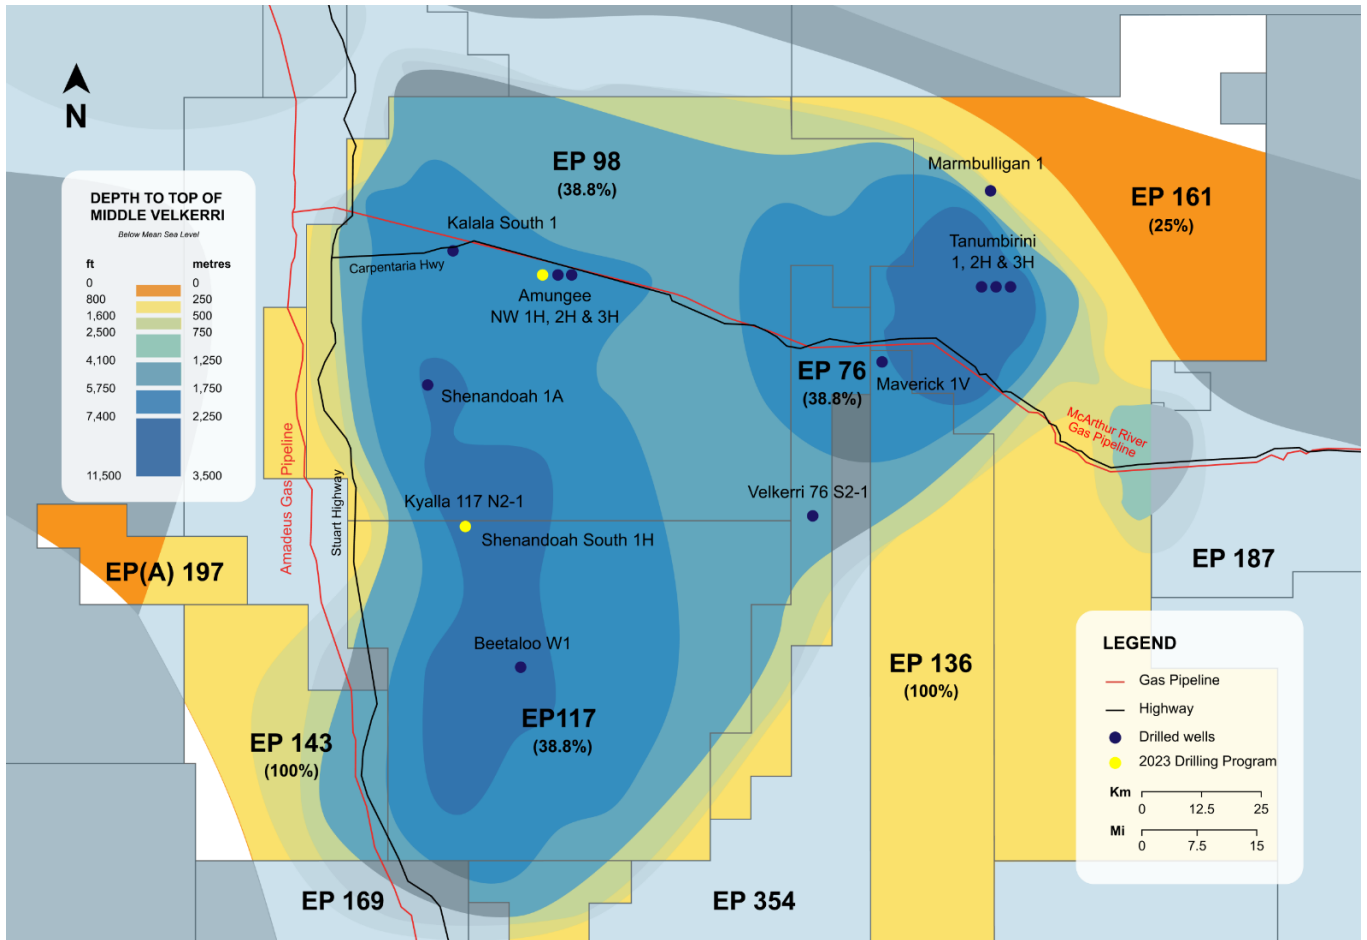 N
DEPTH TO TOP OF
MIDDLE VELKERRI
Below Mean Sea Level
ft metres
0 0
800 250
1,600 500
2,500 750
4,100 1,250
5,750 1,750
7,400 2,250
11,500 3,500
EP 98
(38.8%)
Marmbulligan 1
EP 161
(25%)
Kalala South 1
Carpentaria Hwy
Tanumbirini
1, 2H & 3H
Amungee
NW 1H, 2H & 3H
EP 76
(38.8%)
Maverick 1V
Shenandoah 1A
McArthur River
Gas Pipeline
Amadeus Gas Pipeline
Stuart Highway
Kyalla 117 N2-1
Velkerri 76 S2-1
Shenandoah South 1H
EP(A) 197
EP 187
Beetaloo W1
EP 136
(100%)
EP117
(38.8%)
EP 143
(100%)
EP 169
EP 354
LEGEND
Gas Pipeline
Highway
Drilled wells
2023 Drilling Program
Km
0 12.5 25
Mi
0 7.5 15